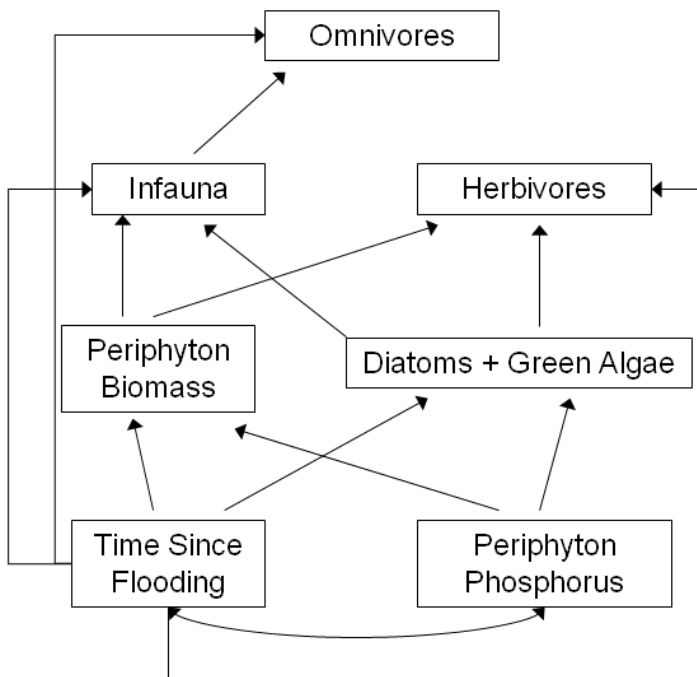 Omnivores
Infauna
Herbivores
Periphyton
Biomass
Diatoms + Green Algae
Time Since
Flooding
Periphyton
Phosphorus